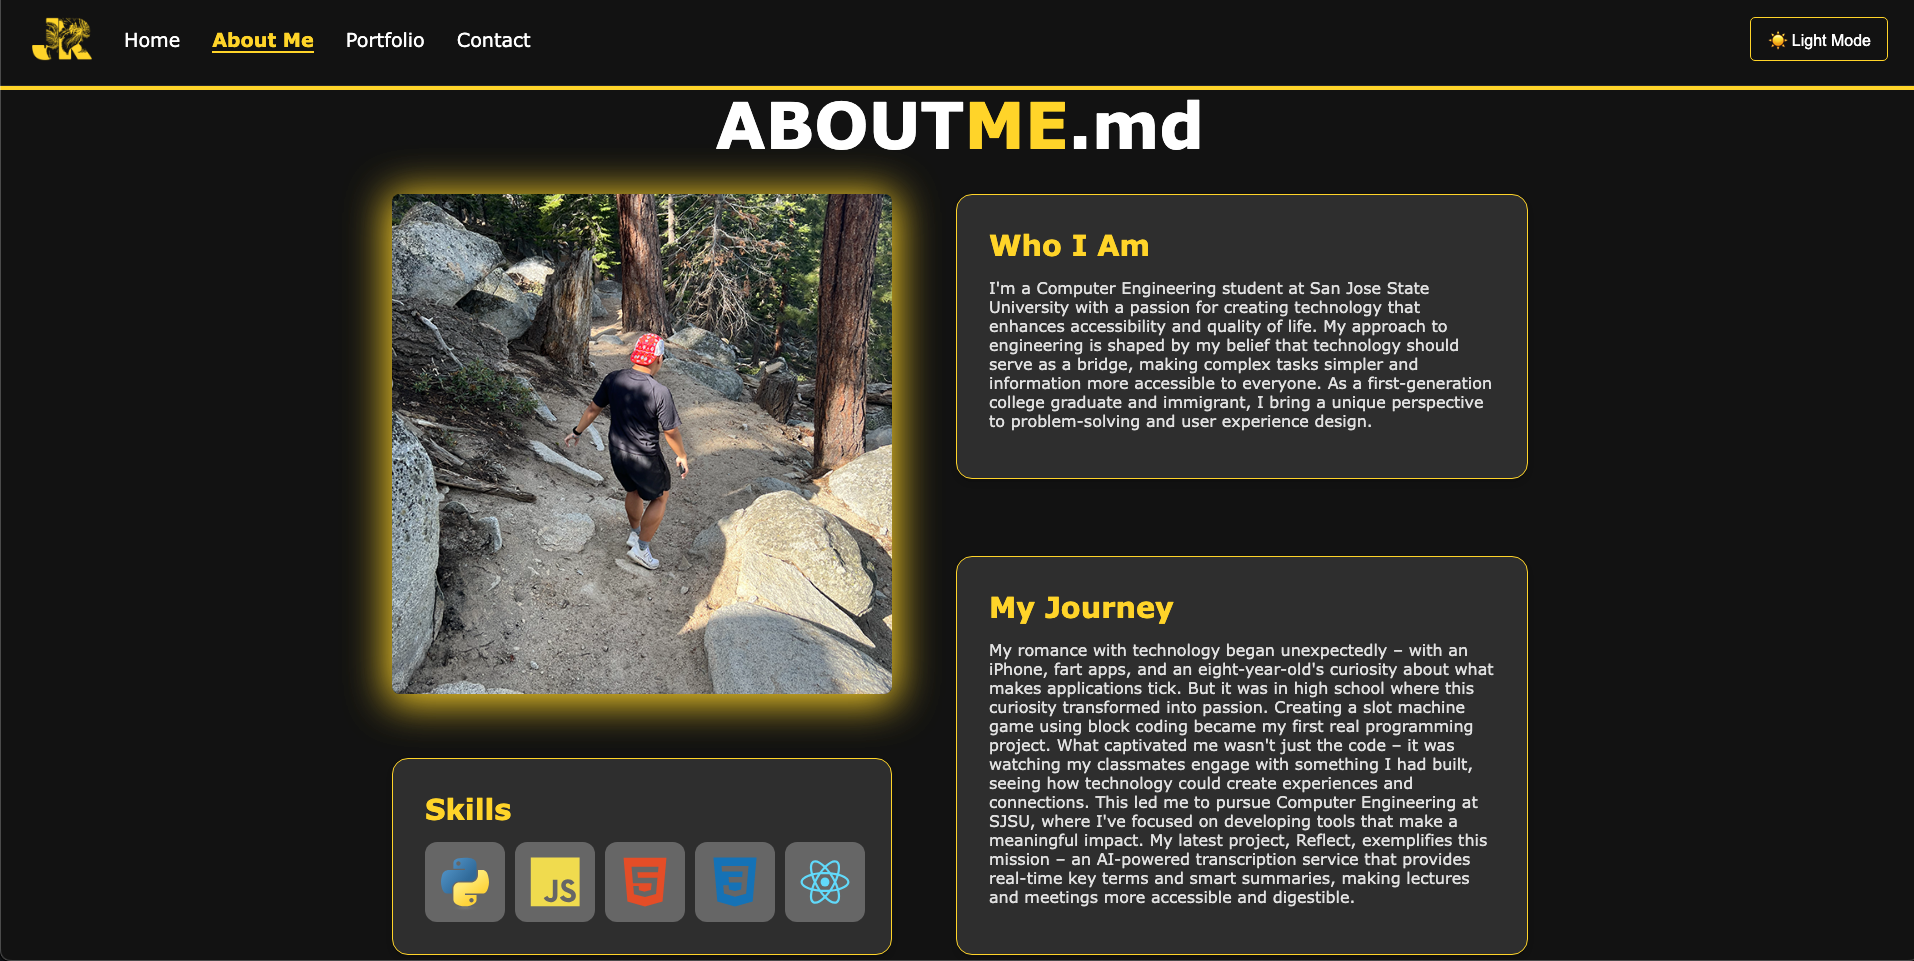 JR
Home
About Me
Portfolio
Contact
☀️ Light Mode
ABOUTME.md
Who I Am
I'm a Computer Engineering student at San Jose State
University with a passion for creating technology that
enhances accessibility and quality of life. My approach to
engineering is shaped by my belief that technology should
serve as a bridge, making complex tasks simpler and
information more accessible to everyone. As a first-generation
college graduate and immigrant, I bring a unique perspective
to problem-solving and user experience design.
My Journey
My romance with technology began unexpectedly – with an
iPhone, fart apps, and an eight-year-old's curiosity about what
makes applications tick. But it was in high school where this
curiosity transformed into passion. Creating a slot machine
game using block coding became my first real programming
project. What captivated me wasn't just the code – it was
watching my classmates engage with something I had built,
seeing how technology could create experiences and
connections. This led me to pursue Computer Engineering at
SJSU, where I've focused on developing tools that make a
meaningful impact. My latest project, Reflect, exemplifies this
mission – an AI-powered transcription service that provides
real-time key terms and smart summaries, making lectures
and meetings more accessible and digestible.
Skills
JS
5
3